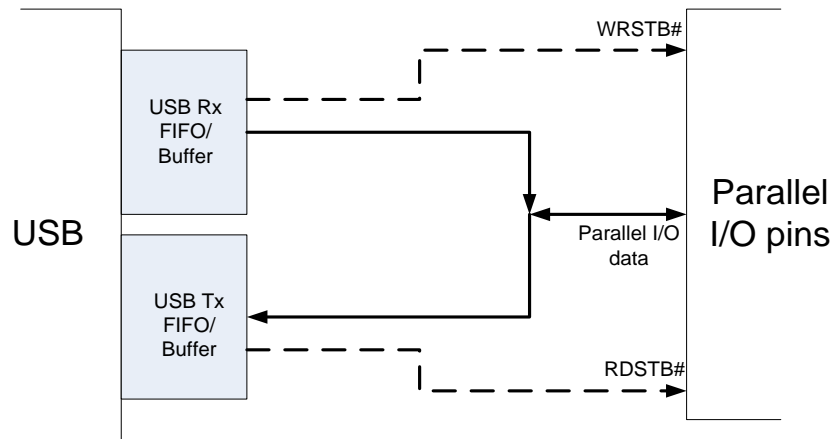 WRSTB#
USB Rx
FIFO/
Buffer
USB
Parallel
I/O pins
Parallel I/O
data
USB Tx
FIFO/
Buffer
RDSTB#